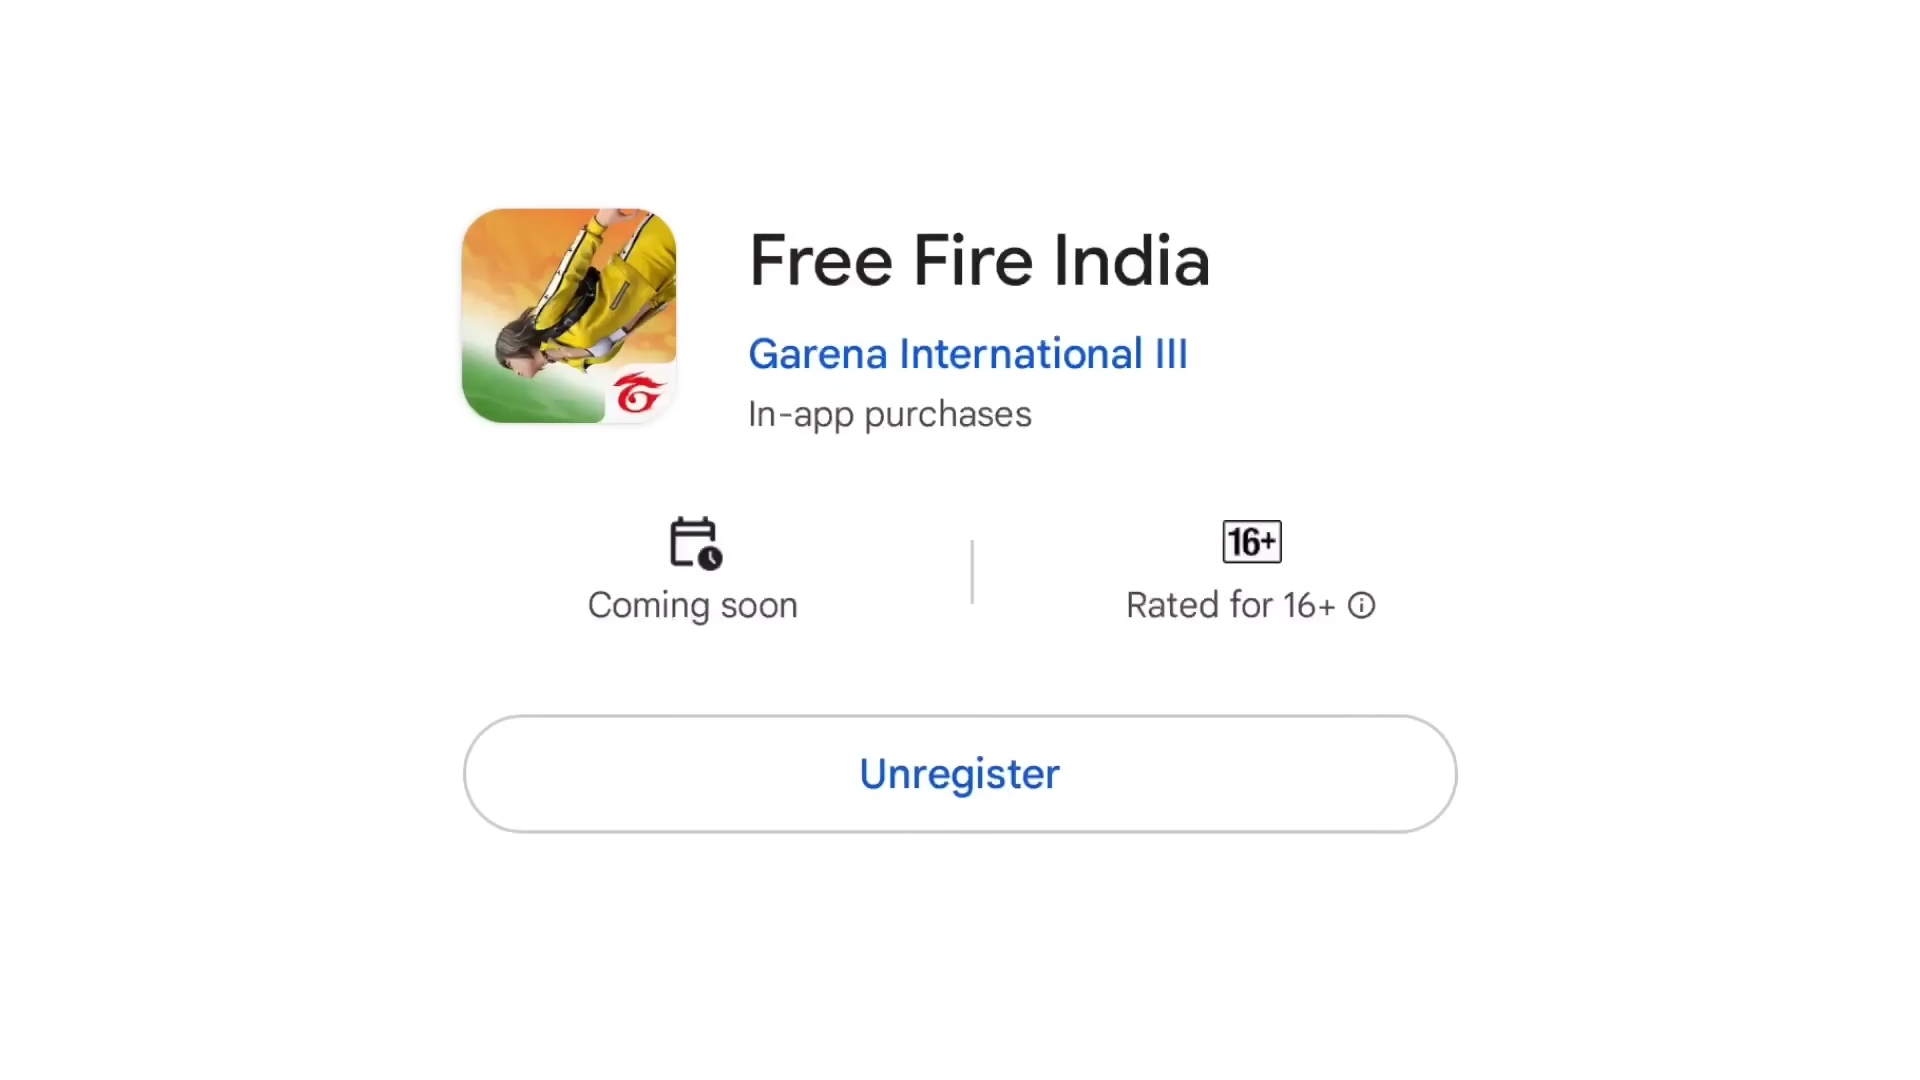 Free Fire India
Garena International III
In-app purchases
16+
Coming soon
Rated for 16+
Unregister